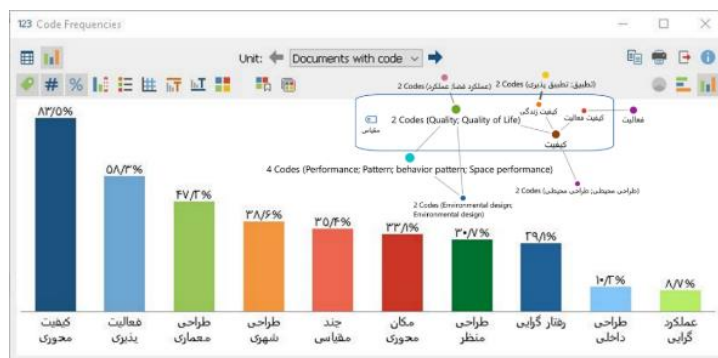 123 Code Frequencies
Unit: Documents with code
2 Codes (عملکرد فضا; عملکرد)
2 Codes (تطبیق; تطبیق پذیری)
مقیاس
2 Codes (Quality; Quality of Life)
کیفیت زندگی
کیفیت فعالیت
فعالیت
کیفیت
4 Codes (Performance; Pattern; behavior pattern; Space performance)
2 Codes (طراحی محیطی; طراحی محیطی)
2 Codes (Environmental design;
Environmental design)
۸۳/۵%
۵۸/۳%
۴۷/۲%
۳۸/۶%
۳۵/۴%
۳۳/۱%
۳۰/۷%
۲۹/۱%
۱۰/۲%
۸/۷%
کیفیت محوری
فعالیت پذیری
طراحی معماری
طراحی شهری
چند مقیاسی
مکان محوری
طراحی منظر
رفتار گرایی
طراحی داخلی
عملکرد گرایی